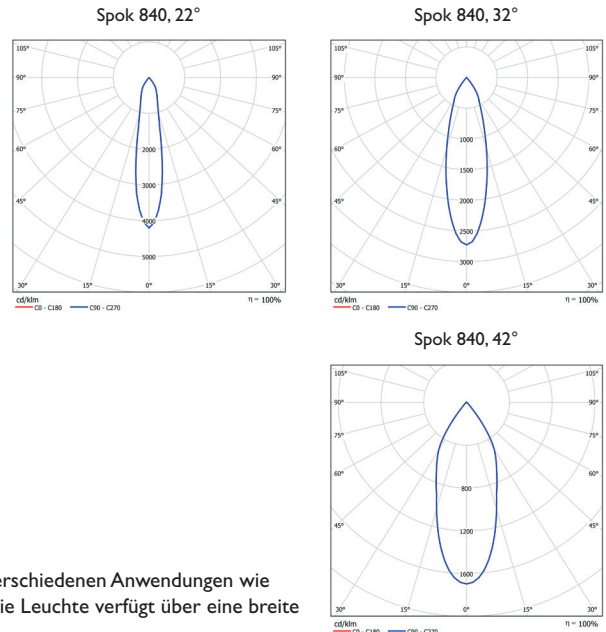 Spok 840, 22°
Spok 840, 32°
105° 105°
90° 90°
75° 75°
60° 60°
45° 45°
2000
3000
4000
5000
30° 15° 0° 15° 30°
cd/klm η = 100%
C0 - C180 C90 - C270
105° 105°
90° 90°
75° 75°
60° 60°
45° 45°
1000
1500
2000
2500
3000
30° 15° 0° 15° 30°
cd/klm η = 100%
C0 - C180 C90 - C270
Spok 840, 42°
105° 105°
90° 90°
75° 75°
60° 60°
45° 45°
800
1200
1600
30° 15° 0° 15° 30°
cd/klm η = 100%
C0 - C180 C90 - C270
erschiedenen Anwendungen wie
ie Leuchte verfügt über eine breite